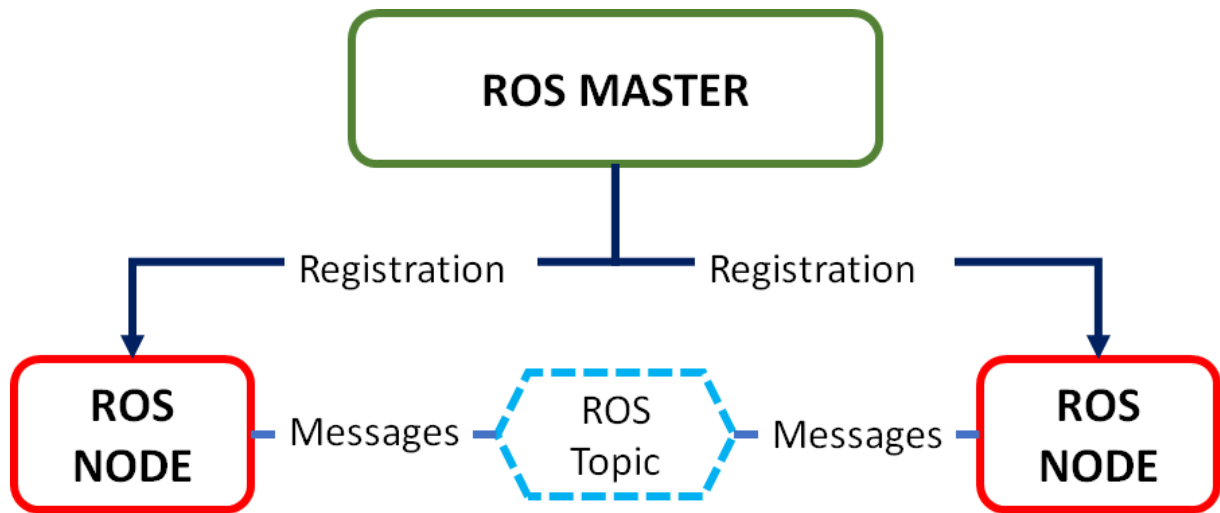 ROS MASTER
Registration
Registration
ROS
NODE
Messages
ROS
Topic
Messages
ROS
NODE